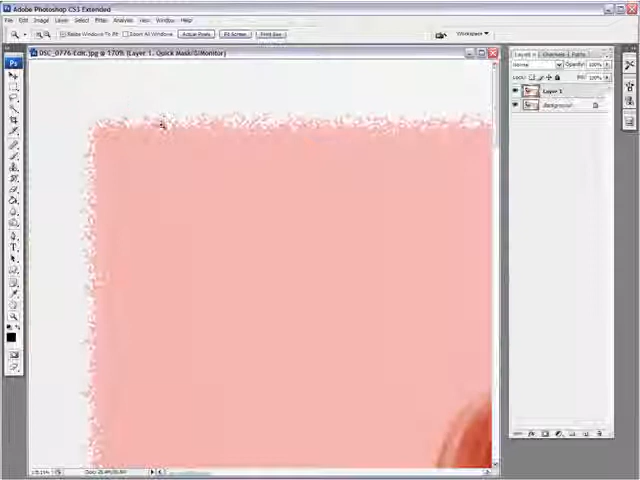 Adobe Photoshop CS3 Extended
File Edit Image Layer Select Filter Analysis View Window Help
Resize Windows To Fit Zoom All Windows Actual Pixels Fit Screen Print Size Workspace
DSC_0776-Edit.jpg @ 170% (Layer 1, Quick Mask/8/Monitor)
Ps
Layers Channels Paths
Normal Opacity: 100%
Lock: Fill: 100%
Layer 1
Background
T